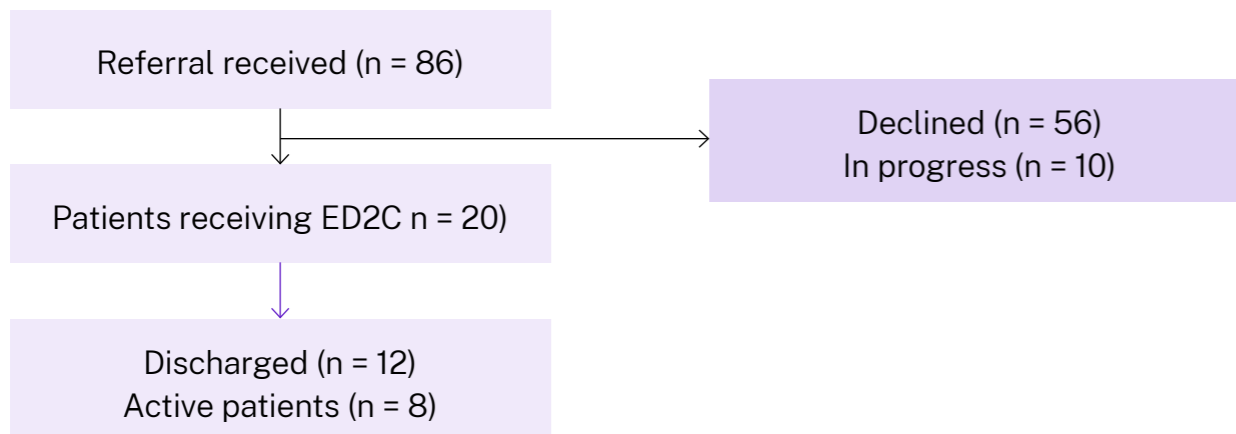 Referral received (n = 86)
Declined (n = 56)
In progress (n = 10)
Patients receiving ED2C n = 20)
Discharged (n = 12)
Active patients (n = 8)